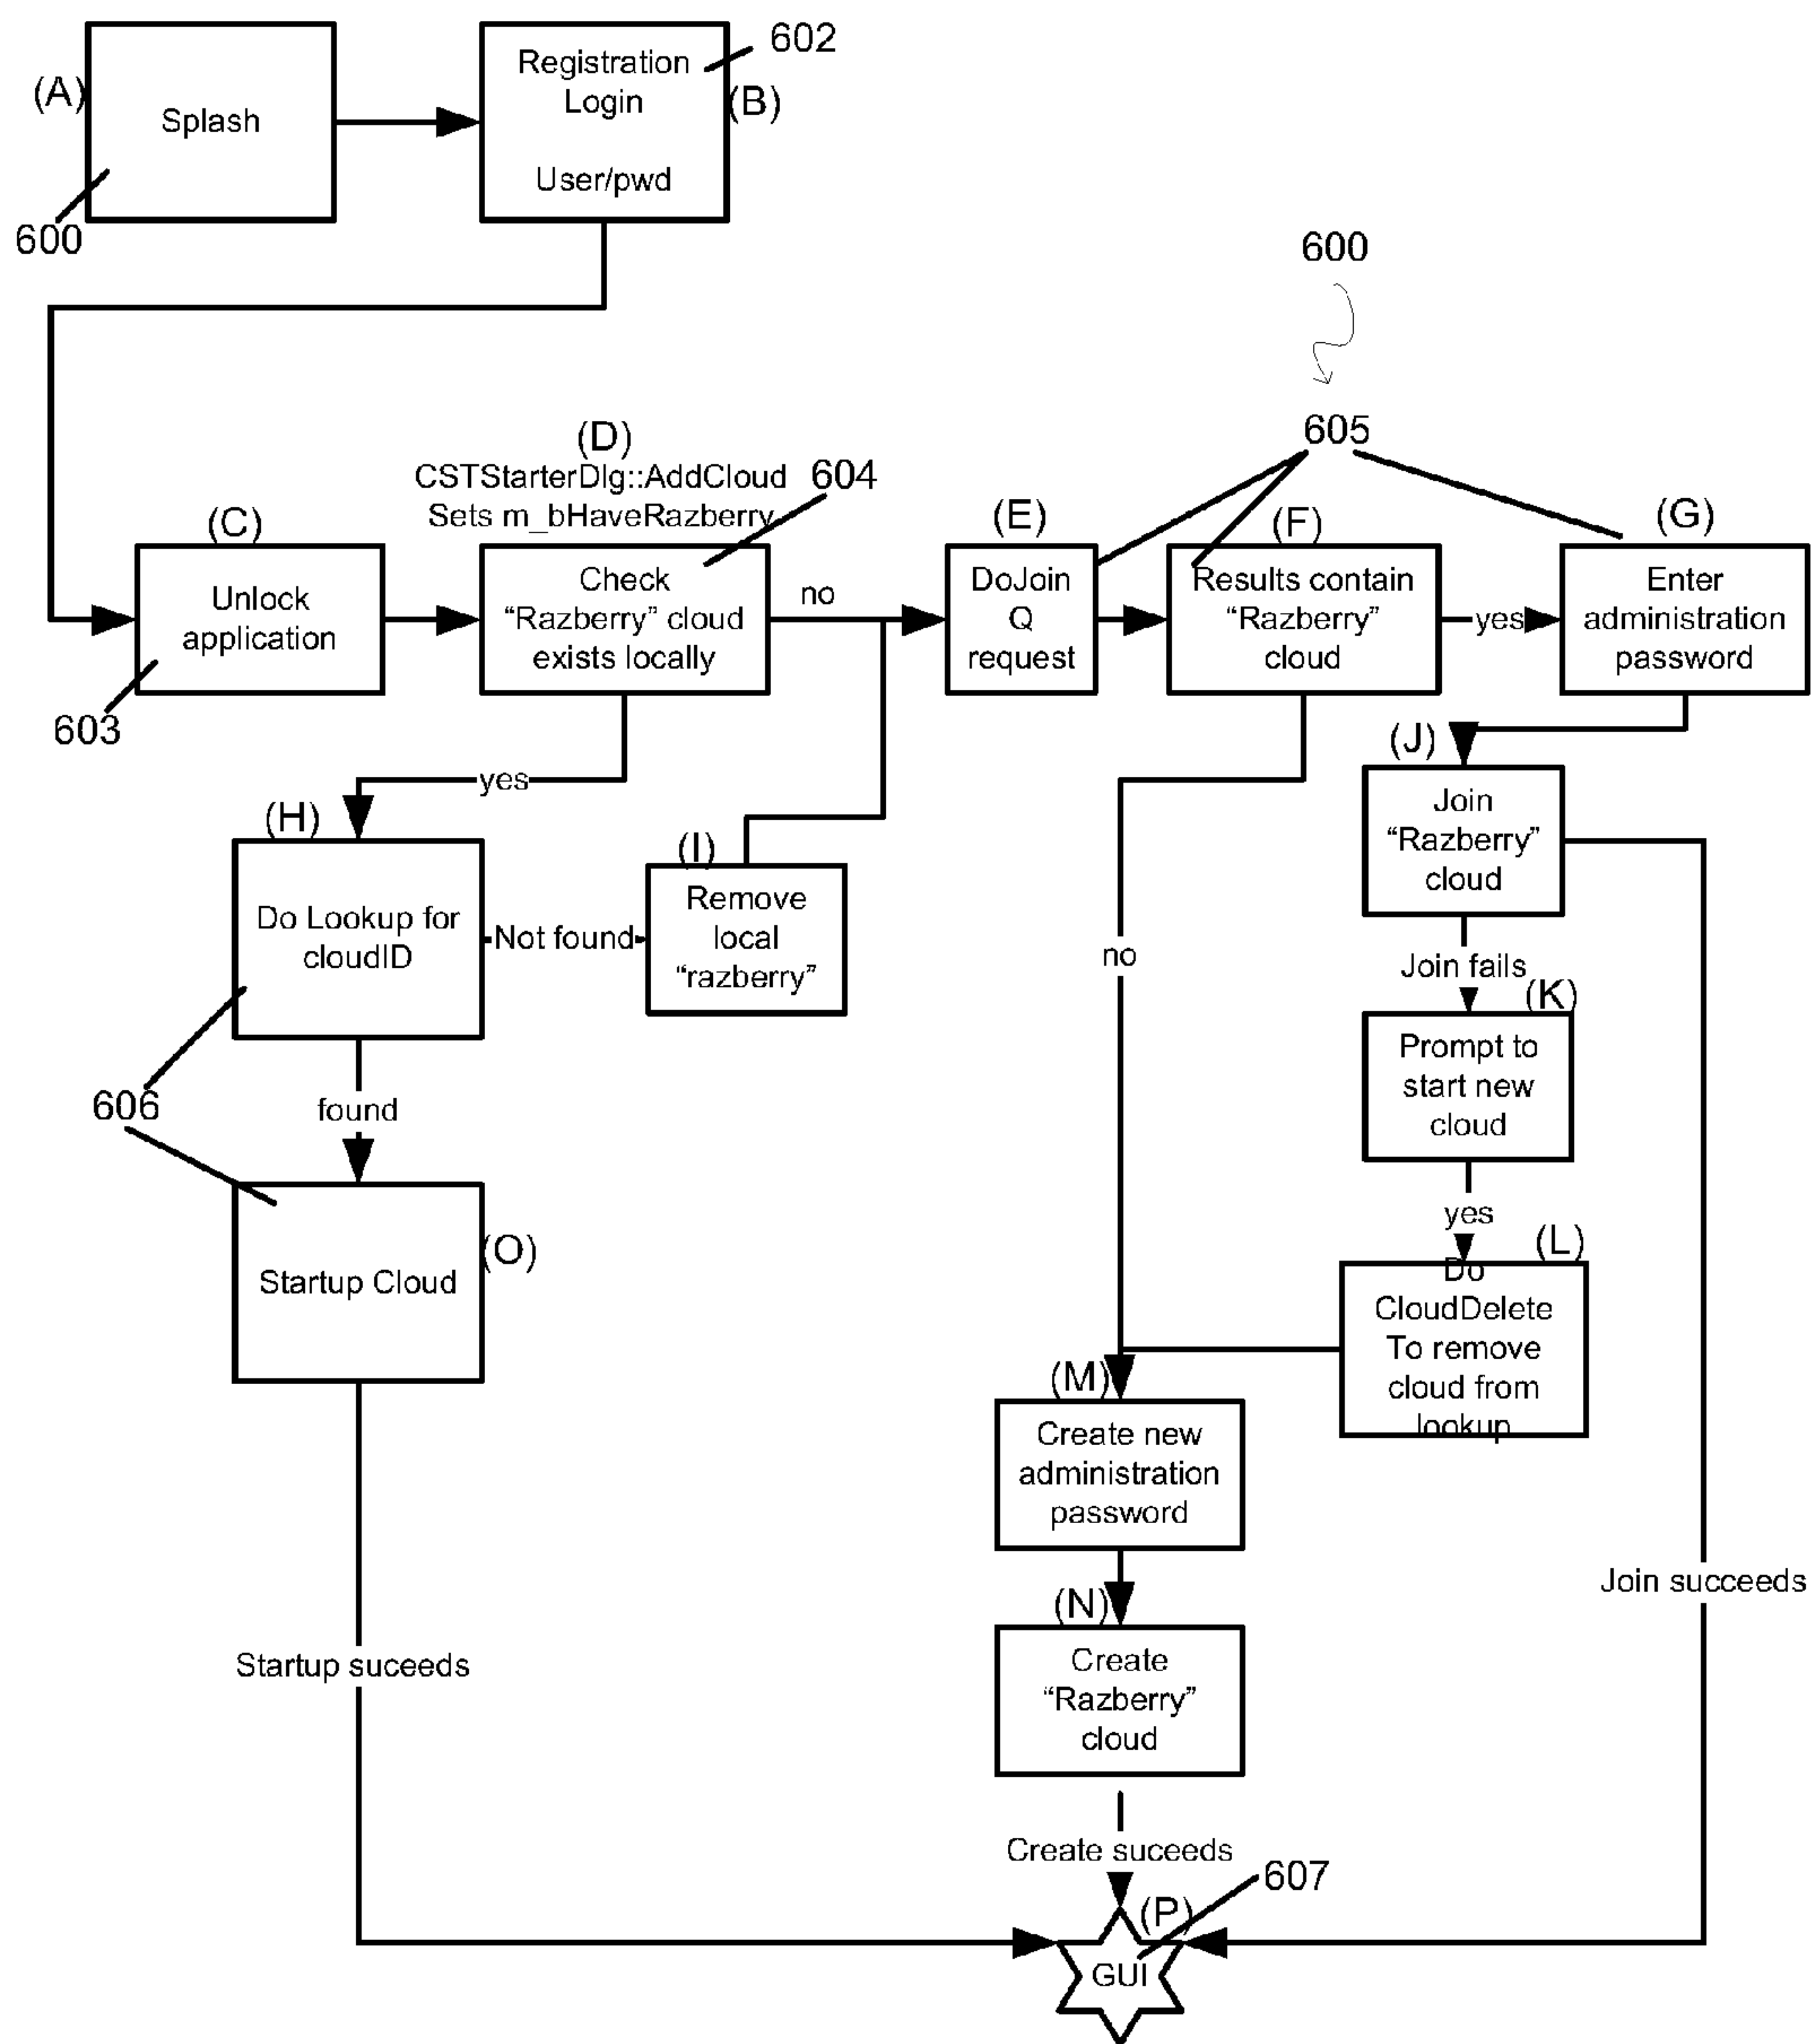 (A)
Splash
600
Registration
Login
User/pwd
602
(B)
600
605
(C)
Unlock
application
603
(D)
CSTStarterDlg::AddCloud
Sets m_bHaveRazberry
604
Check
“Razberry” cloud
exists locally
no
(E)
DoJoin
Q
request
(F)
Results contain
“Razberry”
cloud
yes
(G)
Enter
administration
password
yes
(H)
Do Lookup for
cloudID
Not found
(I)
Remove
local
“razberry”
606
found
Startup Cloud
(O)
Startup suceeds
no
(J)
Join
“Razberry”
cloud
Join fails
(K)
Prompt to
start new
cloud
yes
(L)
Do
CloudDelete
To remove
cloud from
lookup
(M)
Create new
administration
password
(N)
Create
“Razberry”
cloud
Join succeeds
Create suceeds
607
(P)
GUI